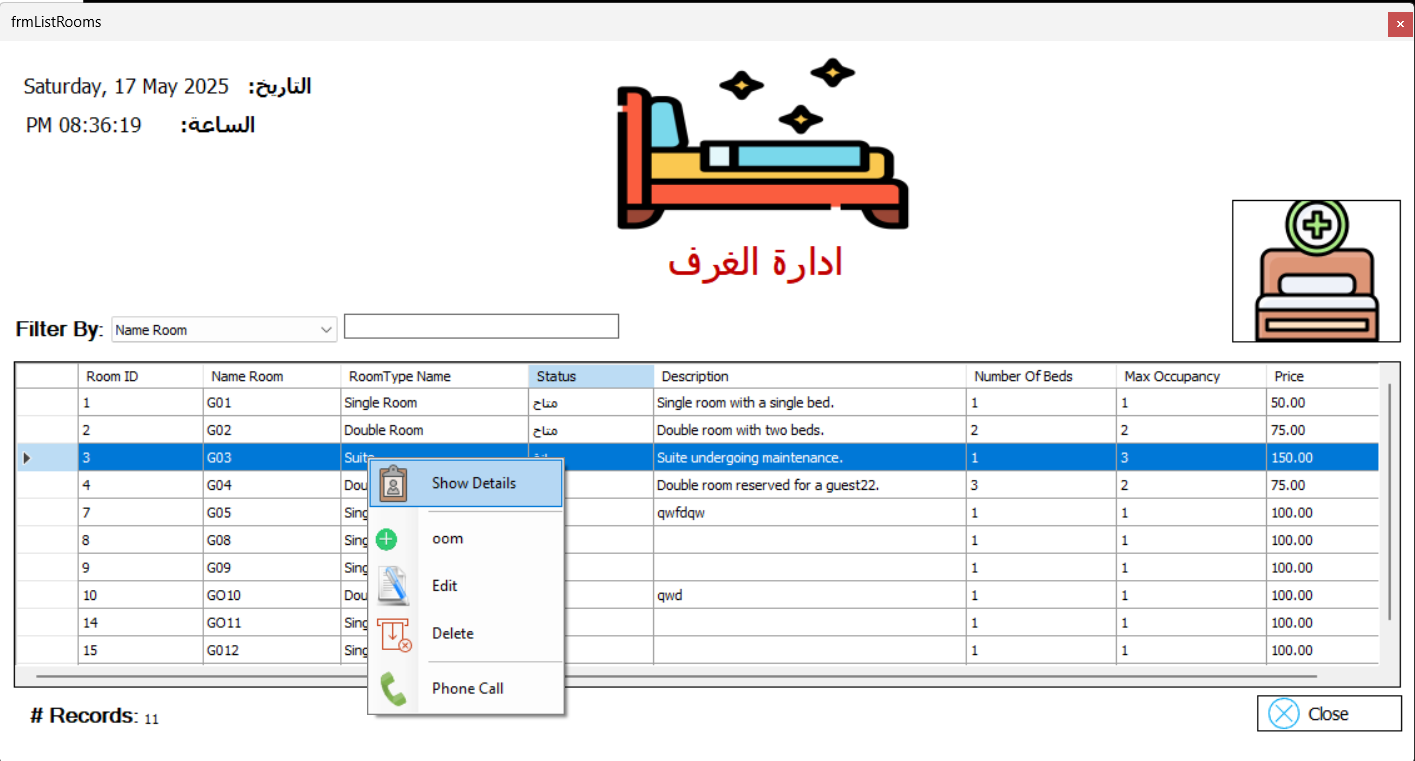 frmListRooms
Saturday, 17 May 2025 التاريخ:
PM 08:36:19 الساعة:
ادارة الغرف
Filter By: Name Room
Room ID Name Room RoomType Name Status Description Number Of Beds Max Occupancy Price
1 G01 Single Room متاح Single room with a single bed. 1 1 50.00
2 G02 Double Room متاح Double room with two beds. 2 2 75.00
3 G03 Suite Suite undergoing maintenance. 1 3 150.00
4 G04 Dou Double room reserved for a guest22. 3 2 75.00
7 G05 Sing qwfdqw 1 1 100.00
8 G08 Sing 1 1 100.00
9 G09 Sing 1 1 100.00
10 GO10 Dou qwd 1 1 100.00
14 GO11 Sing 1 1 100.00
15 G012 Sing 1 1 100.00
Show Details
oom
Edit
Delete
Phone Call
# Records: 11
Close